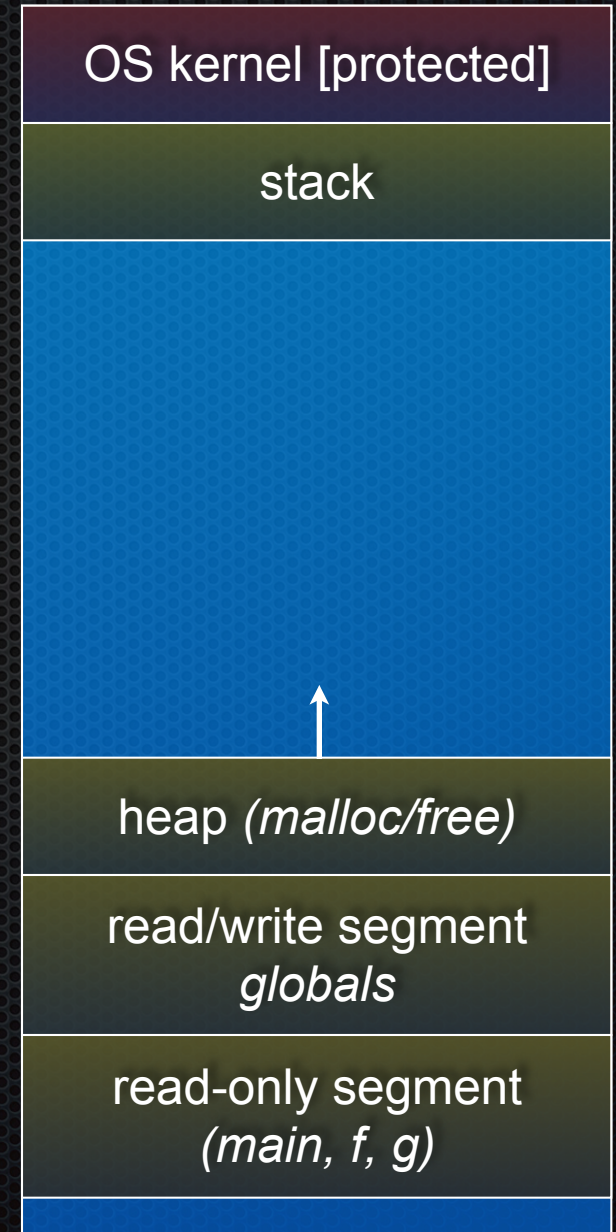 OS kernel [protected]
stack
heap (malloc/free)
read/write segment
globals
read-only segment
(main, f, g)